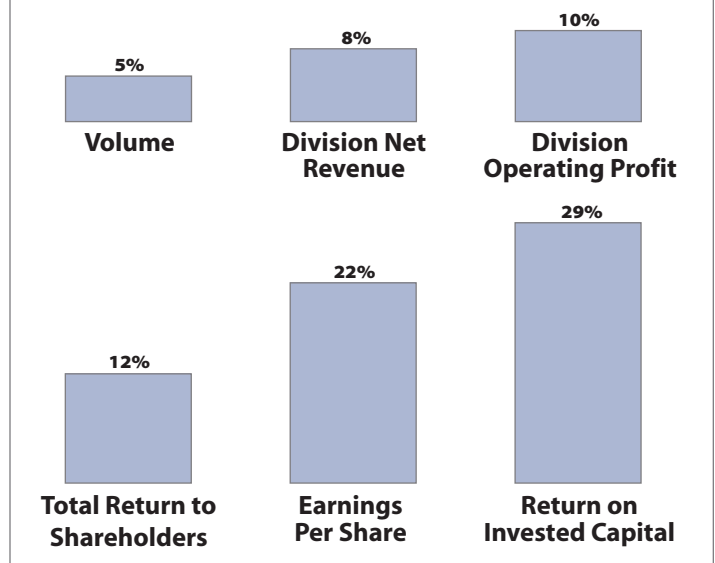 5%
8%
10%
Volume
Division Net
Revenue
Division
Operating Profit
12%
22%
29%
Total Return to
Shareholders
Earnings
Per Share
Return on
Invested Capital